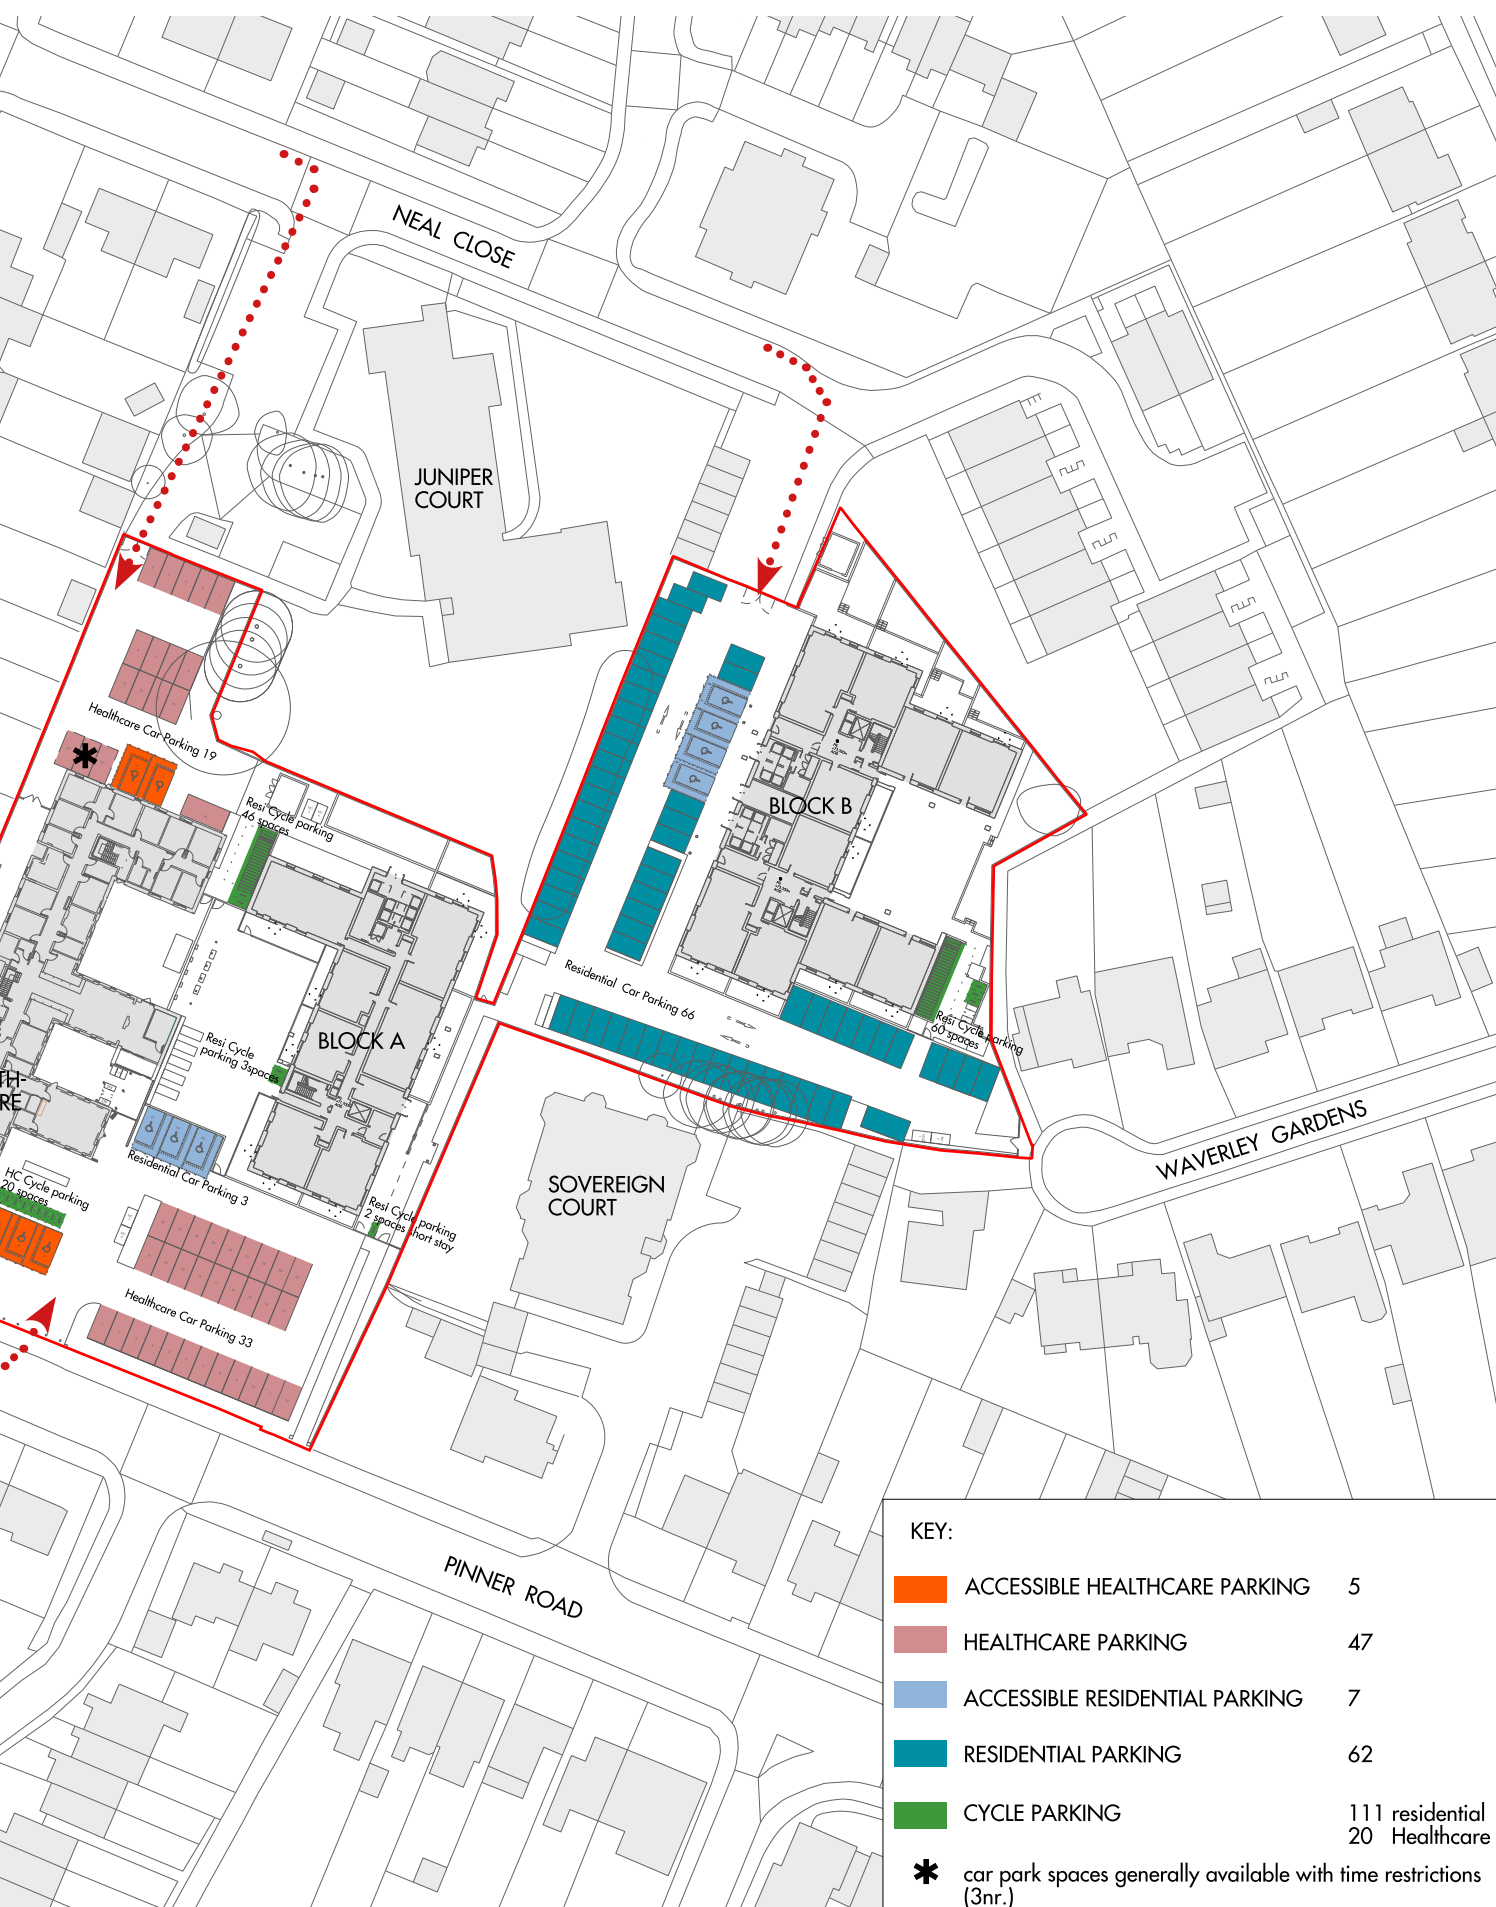 NEAL CLOSE
JUNIPER
COURT
Healthcare Car Parking 19
✱
Resi Cycle parking
46 spaces
BLOCK B
Residential Car Parking 66
Resi Cycle parking
60 spaces
BLOCK A
Resi Cycle
parking 3spaces
TH-
RE
Residential Car Parking 3
HC Cycle parking
20 spaces
Resi Cycle parking
2 spaces short stay
SOVEREIGN
COURT
WAVERLEY GARDENS
Healthcare Car Parking 33
PINNER ROAD
KEY:
ACCESSIBLE HEALTHCARE PARKING 5
HEALTHCARE PARKING 47
ACCESSIBLE RESIDENTIAL PARKING 7
RESIDENTIAL PARKING 62
CYCLE PARKING 111 residential
20 Healthcare
✱ car park spaces generally available with time restrictions
(3nr.)